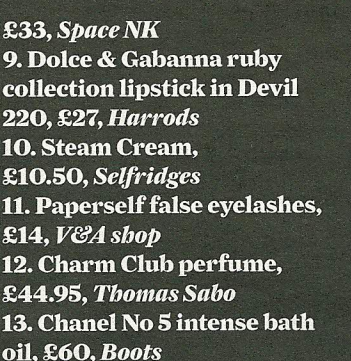 £33, Space NK
9. Dolce & Gabanna ruby
collection lipstick in Devil
220, £27, Harrods
10. Steam Cream,
£10.50, Selfridges
11. Paperself false eyelashes,
£14, V&A shop
12. Charm Club perfume,
£44.95, Thomas Sabo
13. Chanel No 5 intense bath
oil, £60, Boots